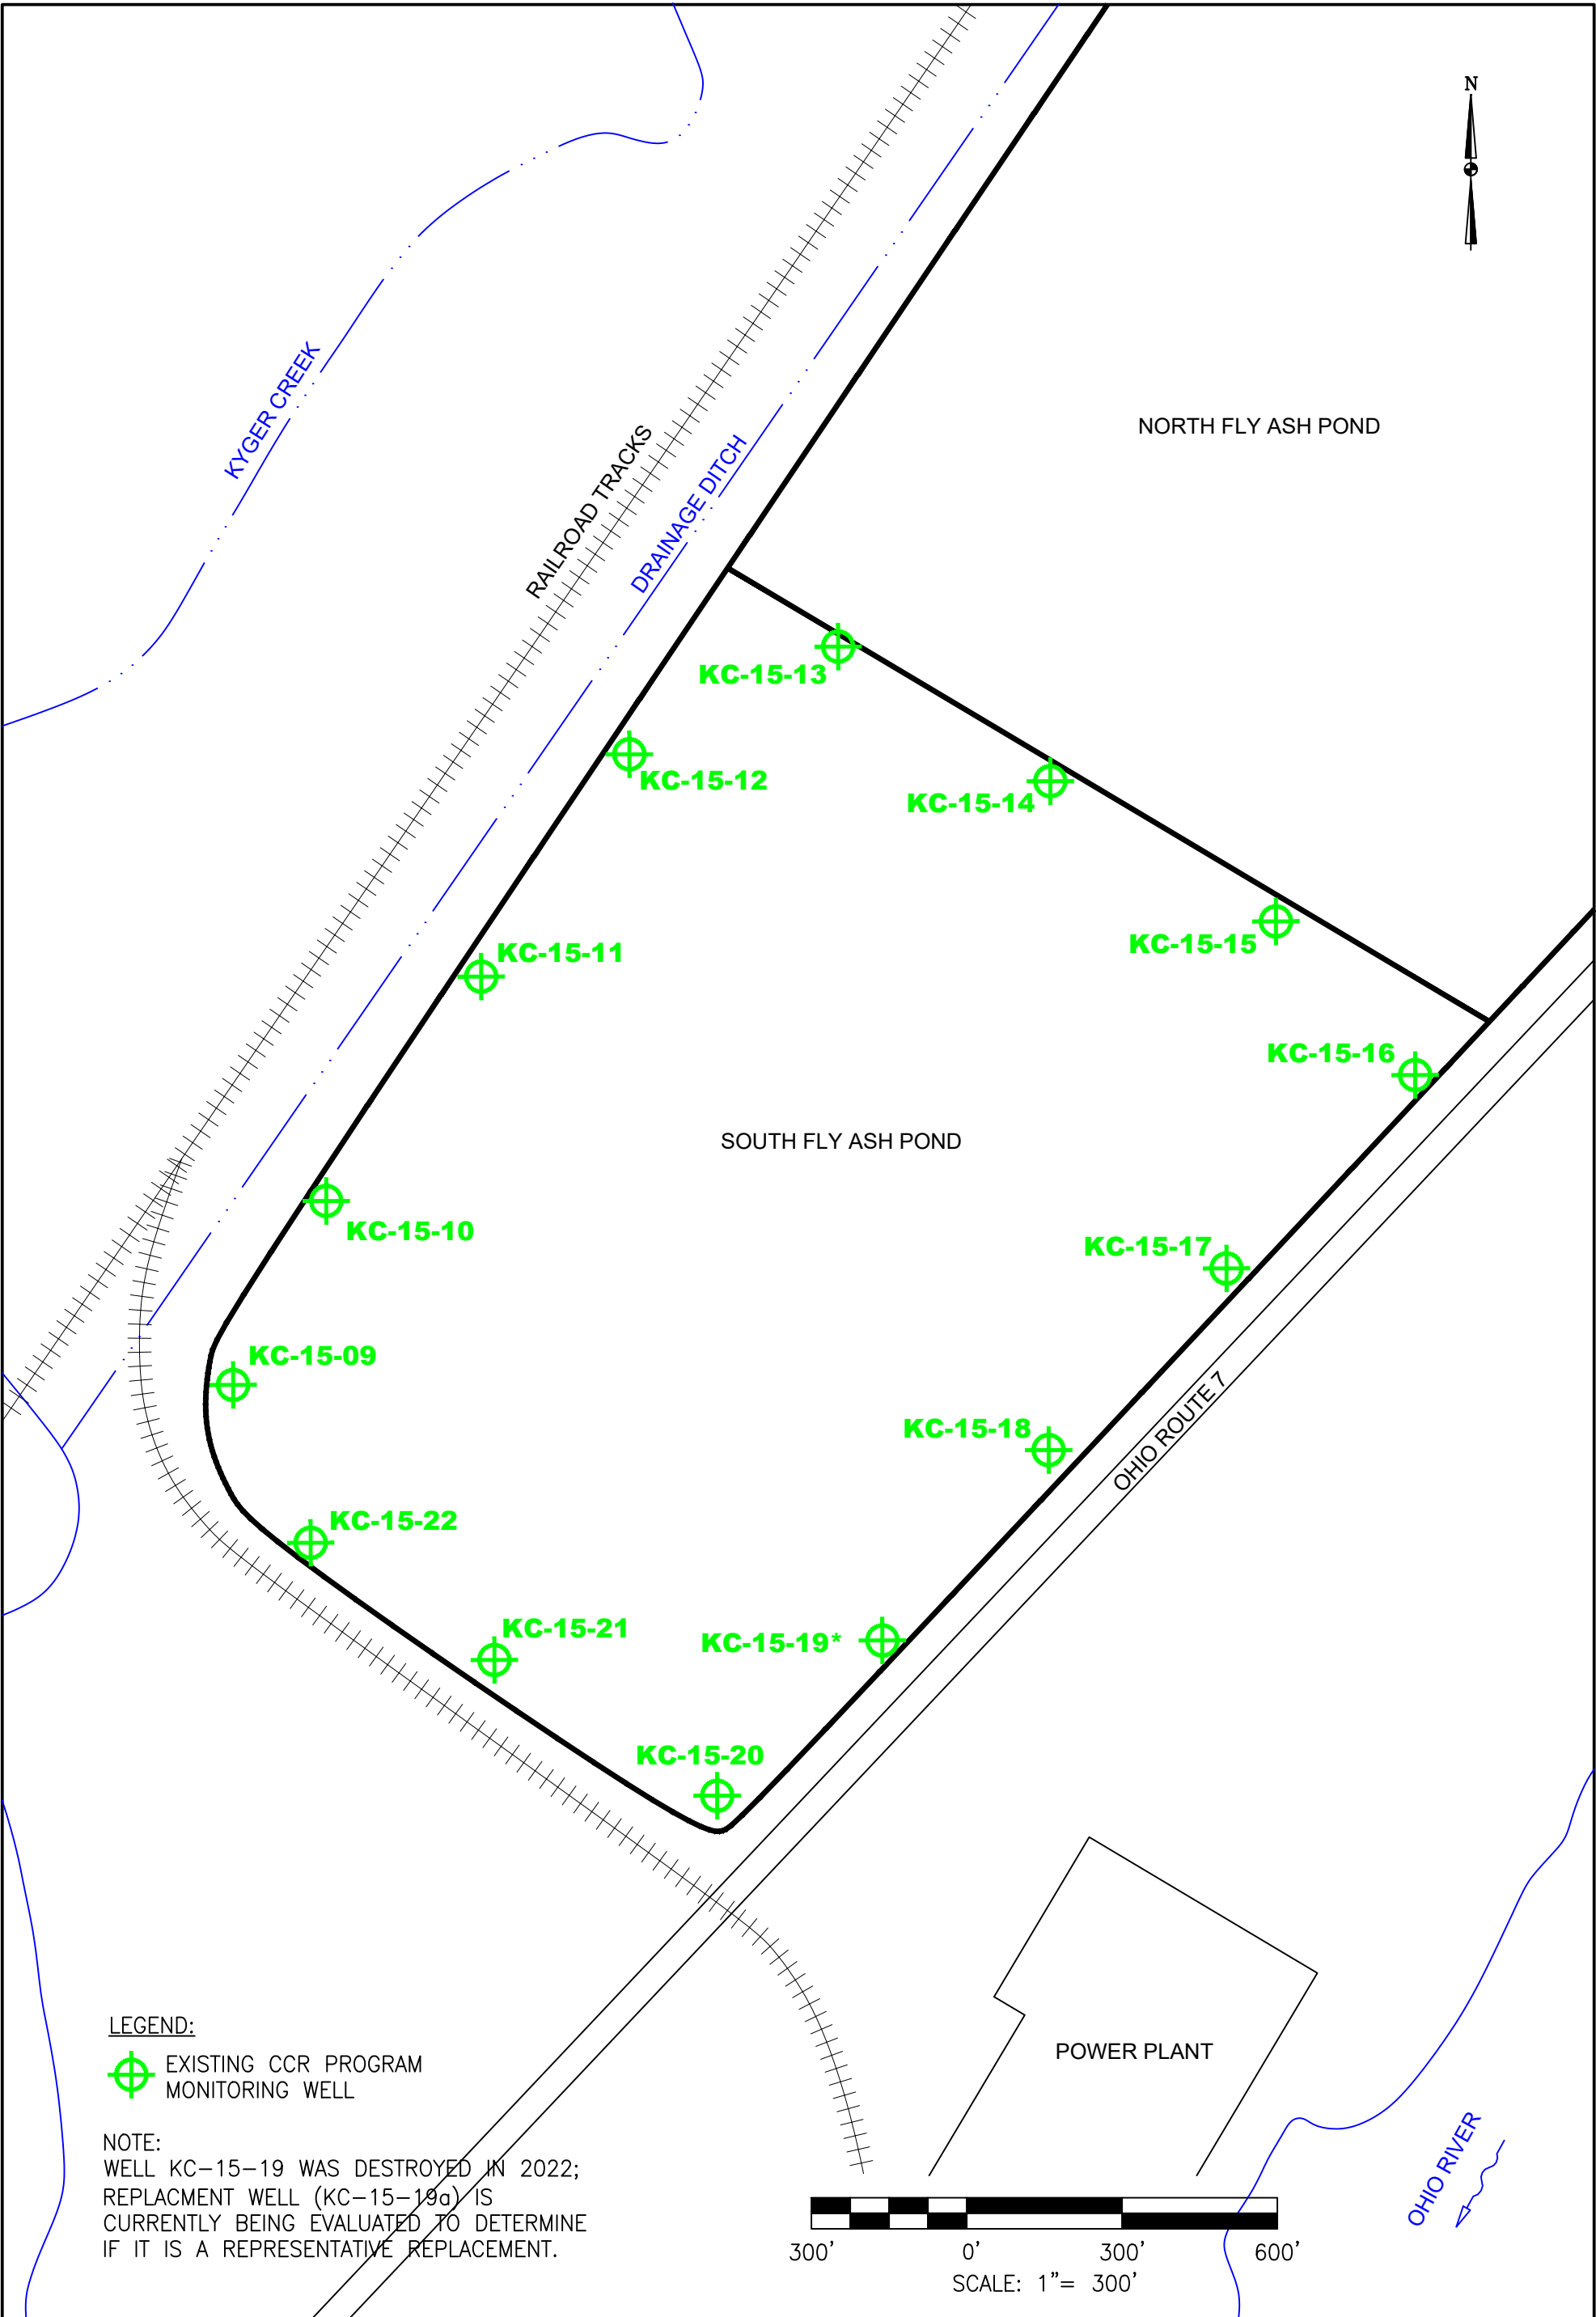 N
KYGER CREEK
RAILROAD TRACKS
DRAINAGE DITCH
NORTH FLY ASH POND
KC-15-13
KC-15-12
KC-15-14
KC-15-11
KC-15-15
KC-15-16
SOUTH FLY ASH POND
KC-15-10
KC-15-17
KC-15-09
KC-15-18
OHIO ROUTE 7
KC-15-22
KC-15-21
KC-15-19*
KC-15-20
LEGEND:
EXISTING CCR PROGRAM
MONITORING WELL
POWER PLANT
OHIO RIVER
NOTE:
WELL KC-15-19 WAS DESTROYED IN 2022;
REPLACMENT WELL (KC-15-19a) IS
CURRENTLY BEING EVALUATED TO DETERMINE
IF IT IS A REPRESENTATIVE REPLACEMENT.
300' 0' 300' 600'
SCALE: 1"= 300'